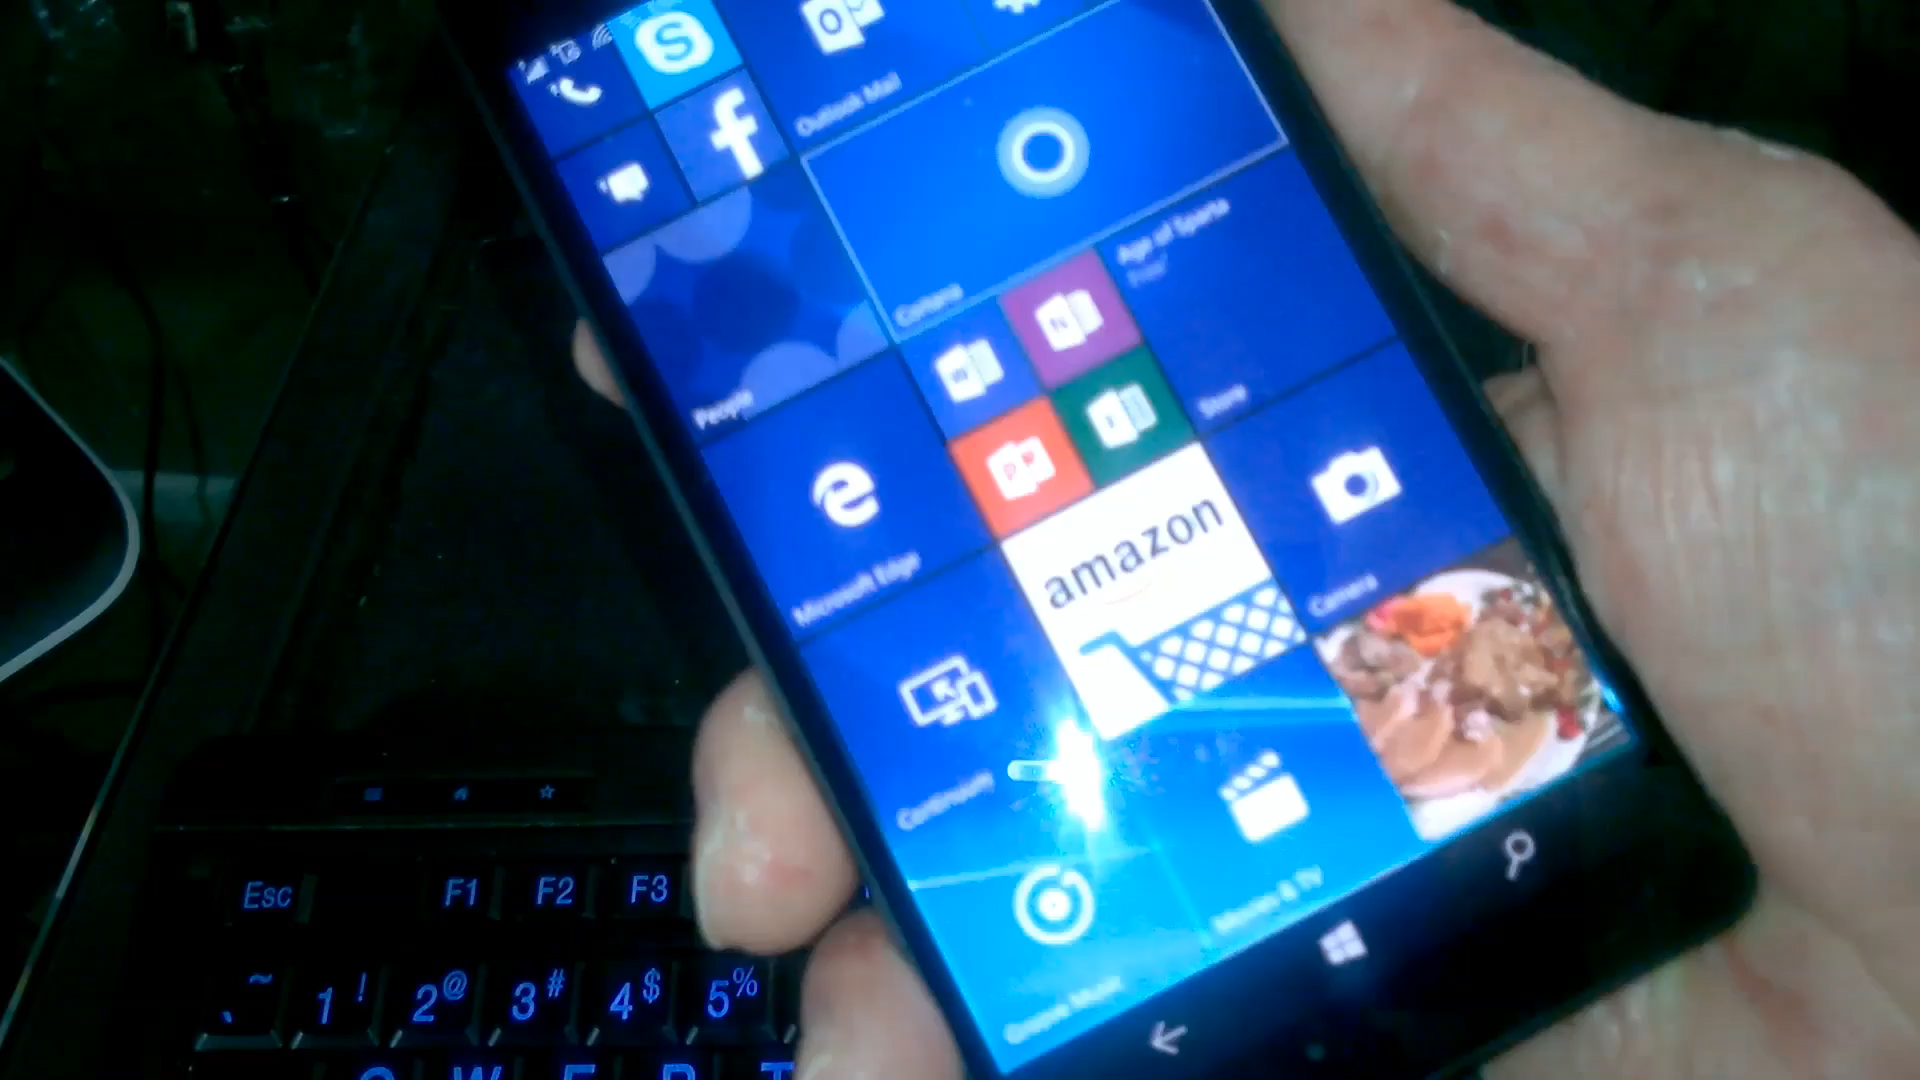 Outlook Mail
Cortana
People
Age of Sparta
Free*
Store
Microsoft Edge
amazon
Camera
Continuum
Movies & TV
Groove Music
Esc F1 F2 F3
~ ` 1 ! 2 @ 3 # 4 $ 5 %
Q W E R T